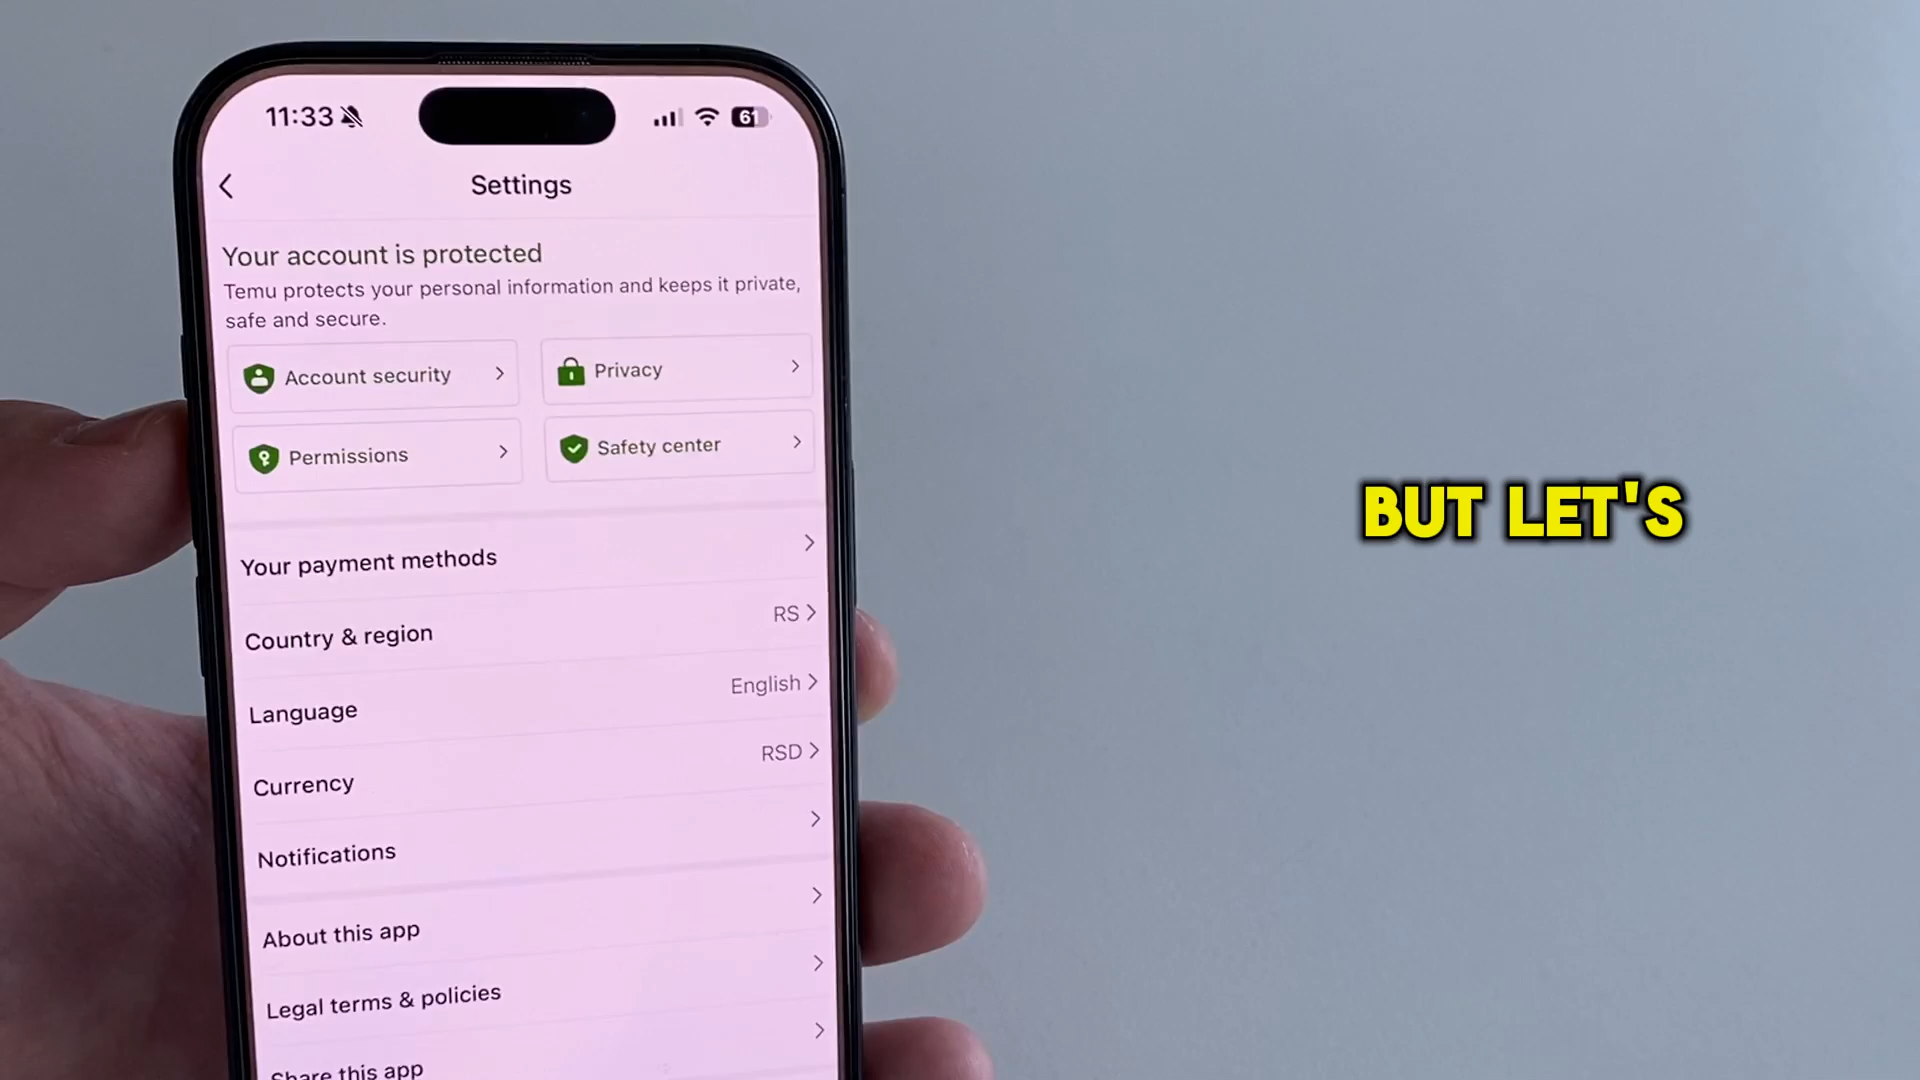 11:33
61
Settings
Your account is protected
Temu protects your personal information and keeps it private,
safe and secure.
Account security
Privacy
Permissions
Safety center
Your payment methods
Country & region RS
Language English
Currency RSD
Notifications
About this app
Legal terms & policies
Share this app
BUT LET'S